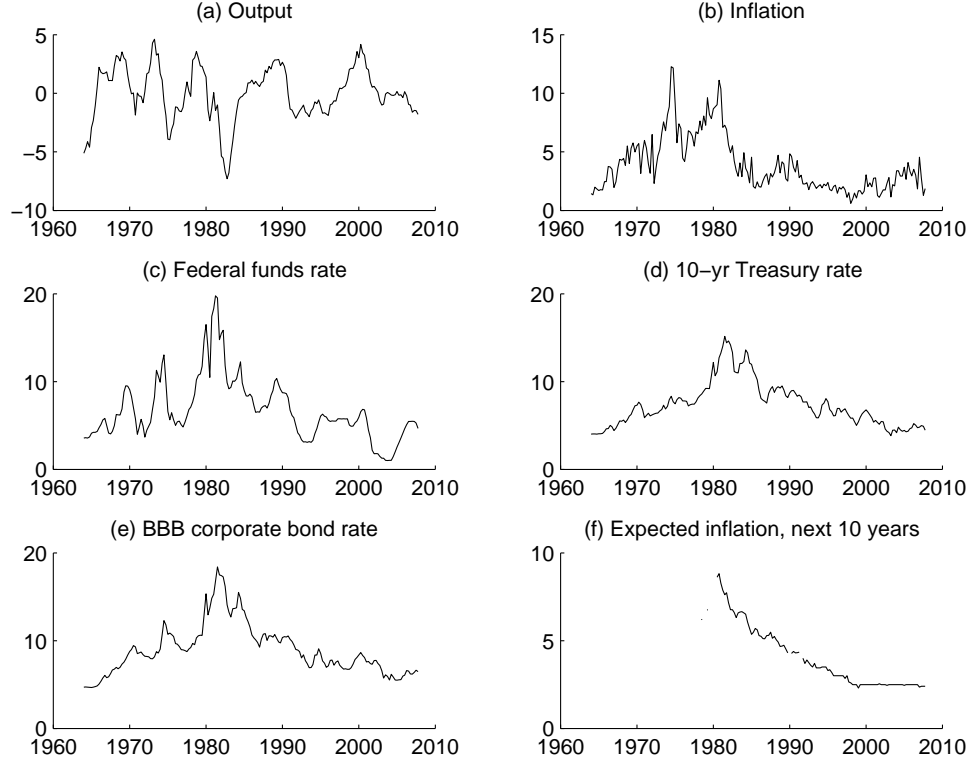 (a) Output
5
0
−5
−10
1960 1970 1980 1990 2000 2010
(b) Inflation
15
10
5
0
1960 1970 1980 1990 2000 2010
(c) Federal funds rate
20
10
0
1960 1970 1980 1990 2000 2010
(d) 10−yr Treasury rate
20
10
0
1960 1970 1980 1990 2000 2010
(e) BBB corporate bond rate
20
10
0
1960 1970 1980 1990 2000 2010
(f) Expected inflation, next 10 years
10
5
0
1960 1970 1980 1990 2000 2010